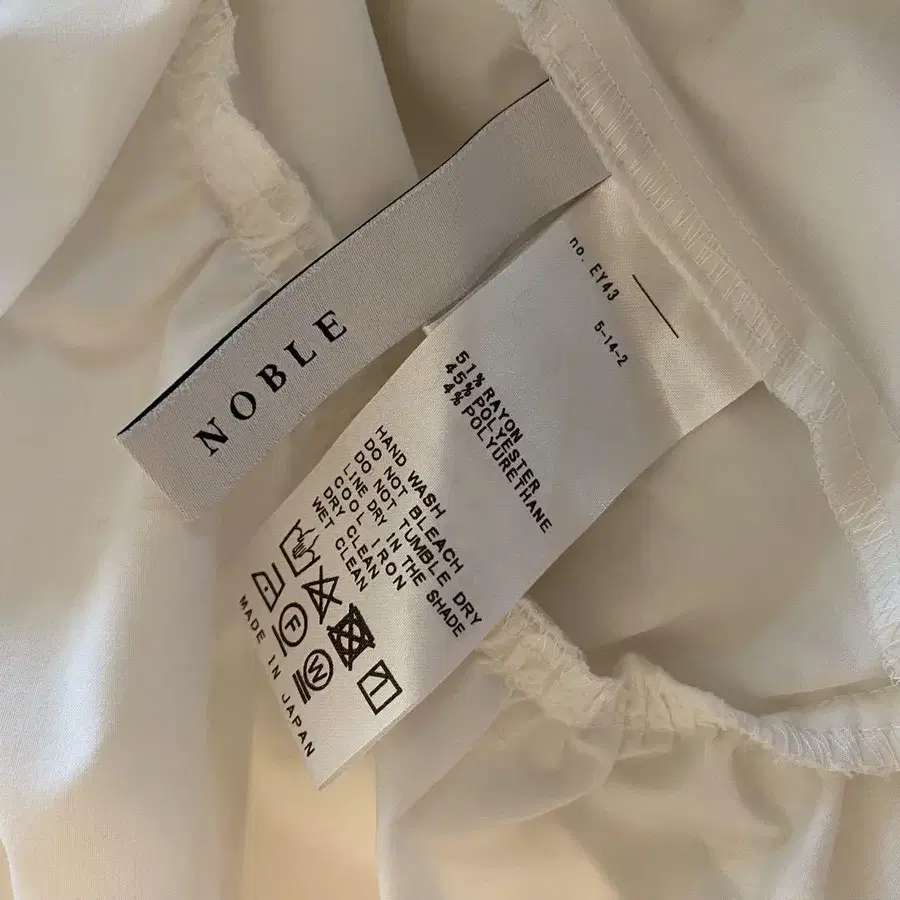 NOBLE
no. EY43
5-14-2
51% RAYON
45% POLYESTER
4% POLYURETHANE
HAND WASH
DO NOT BLEACH
DO NOT TUMBLE DRY
LINE DRY IN THE SHADE
COOL IRON
DRY CLEAN
WET CLEAN
F
W
MADE IN JAPAN